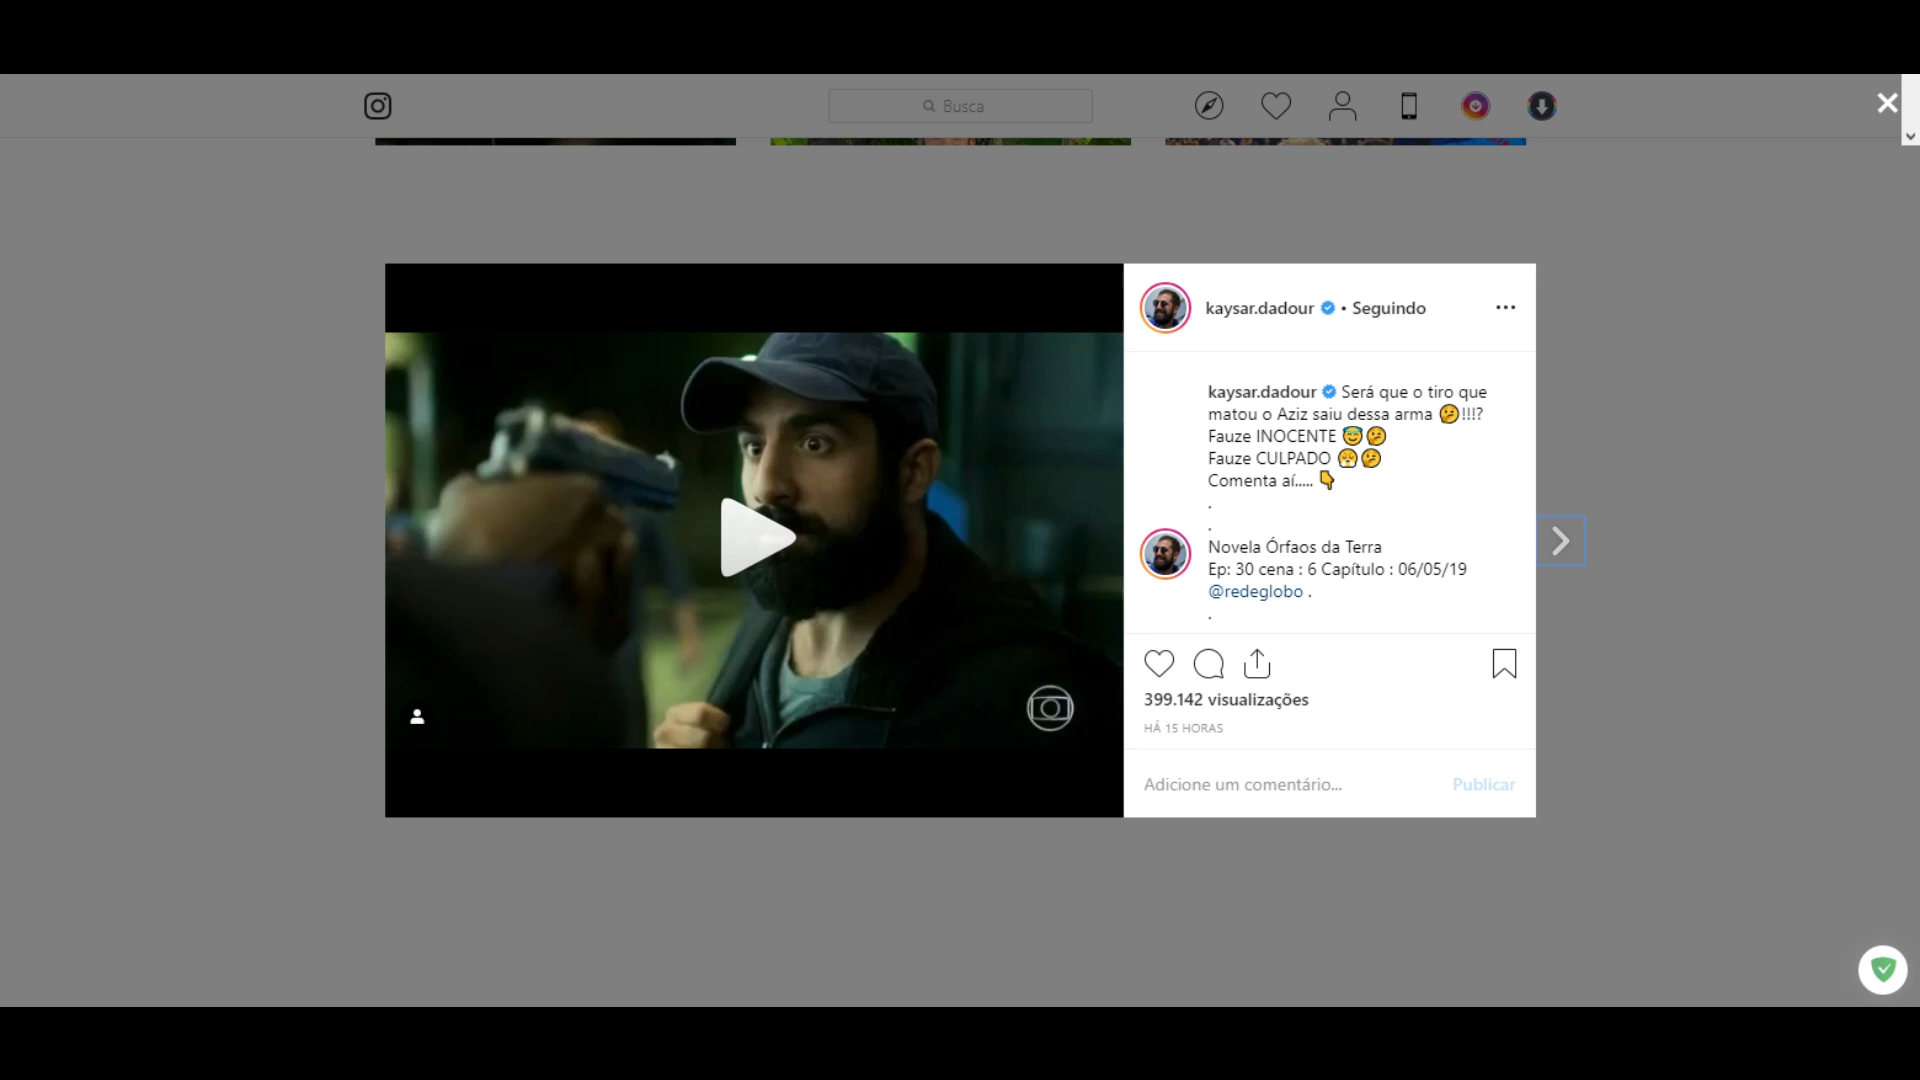 Busca
kaysar.dadour • Seguindo
kaysar.dadour Será que o tiro que
matou o Aziz saiu dessa arma 🤔!!!?
Fauze INOCENTE 😇🤔
Fauze CULPADO 😤🤔
Comenta aí..... 👇
.
.
Novela Órfaos da Terra
Ep: 30 cena : 6 Capítulo : 06/05/19
@redeglobo .
.
399.142 visualizações
HÁ 15 HORAS
Adicione um comentário... Publicar